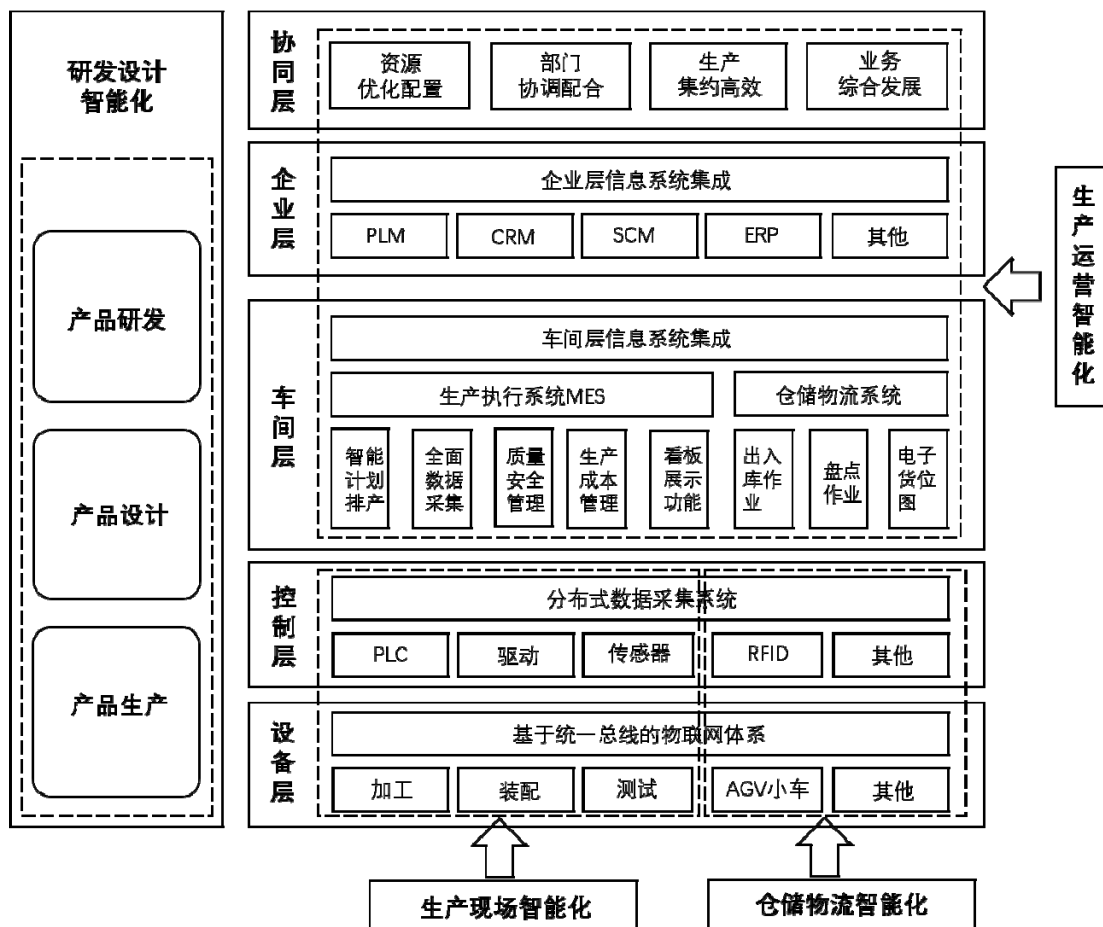 研发设计
智能化
产品研发
产品设计
产品生产
协同层
资源
优化配置
部门
协调配合
生产
集约高效
业务
综合发展
企业层
企业层信息系统集成
PLM
CRM
SCM
ERP
其他
车间层
车间层信息系统集成
生产执行系统MES
仓储物流系统
智能
计划
排产
全面
数据
采集
质量
安全
管理
生产
成本
管理
看板
展示
功能
出入
库作
业
盘点
作业
电子
货位
图
控制层
分布式数据采集系统
PLC
驱动
传感器
RFID
其他
设备层
基于统一总线的物联网体系
加工
装配
测试
AGV小车
其他
生产运营智能化
生产现场智能化
仓储物流智能化